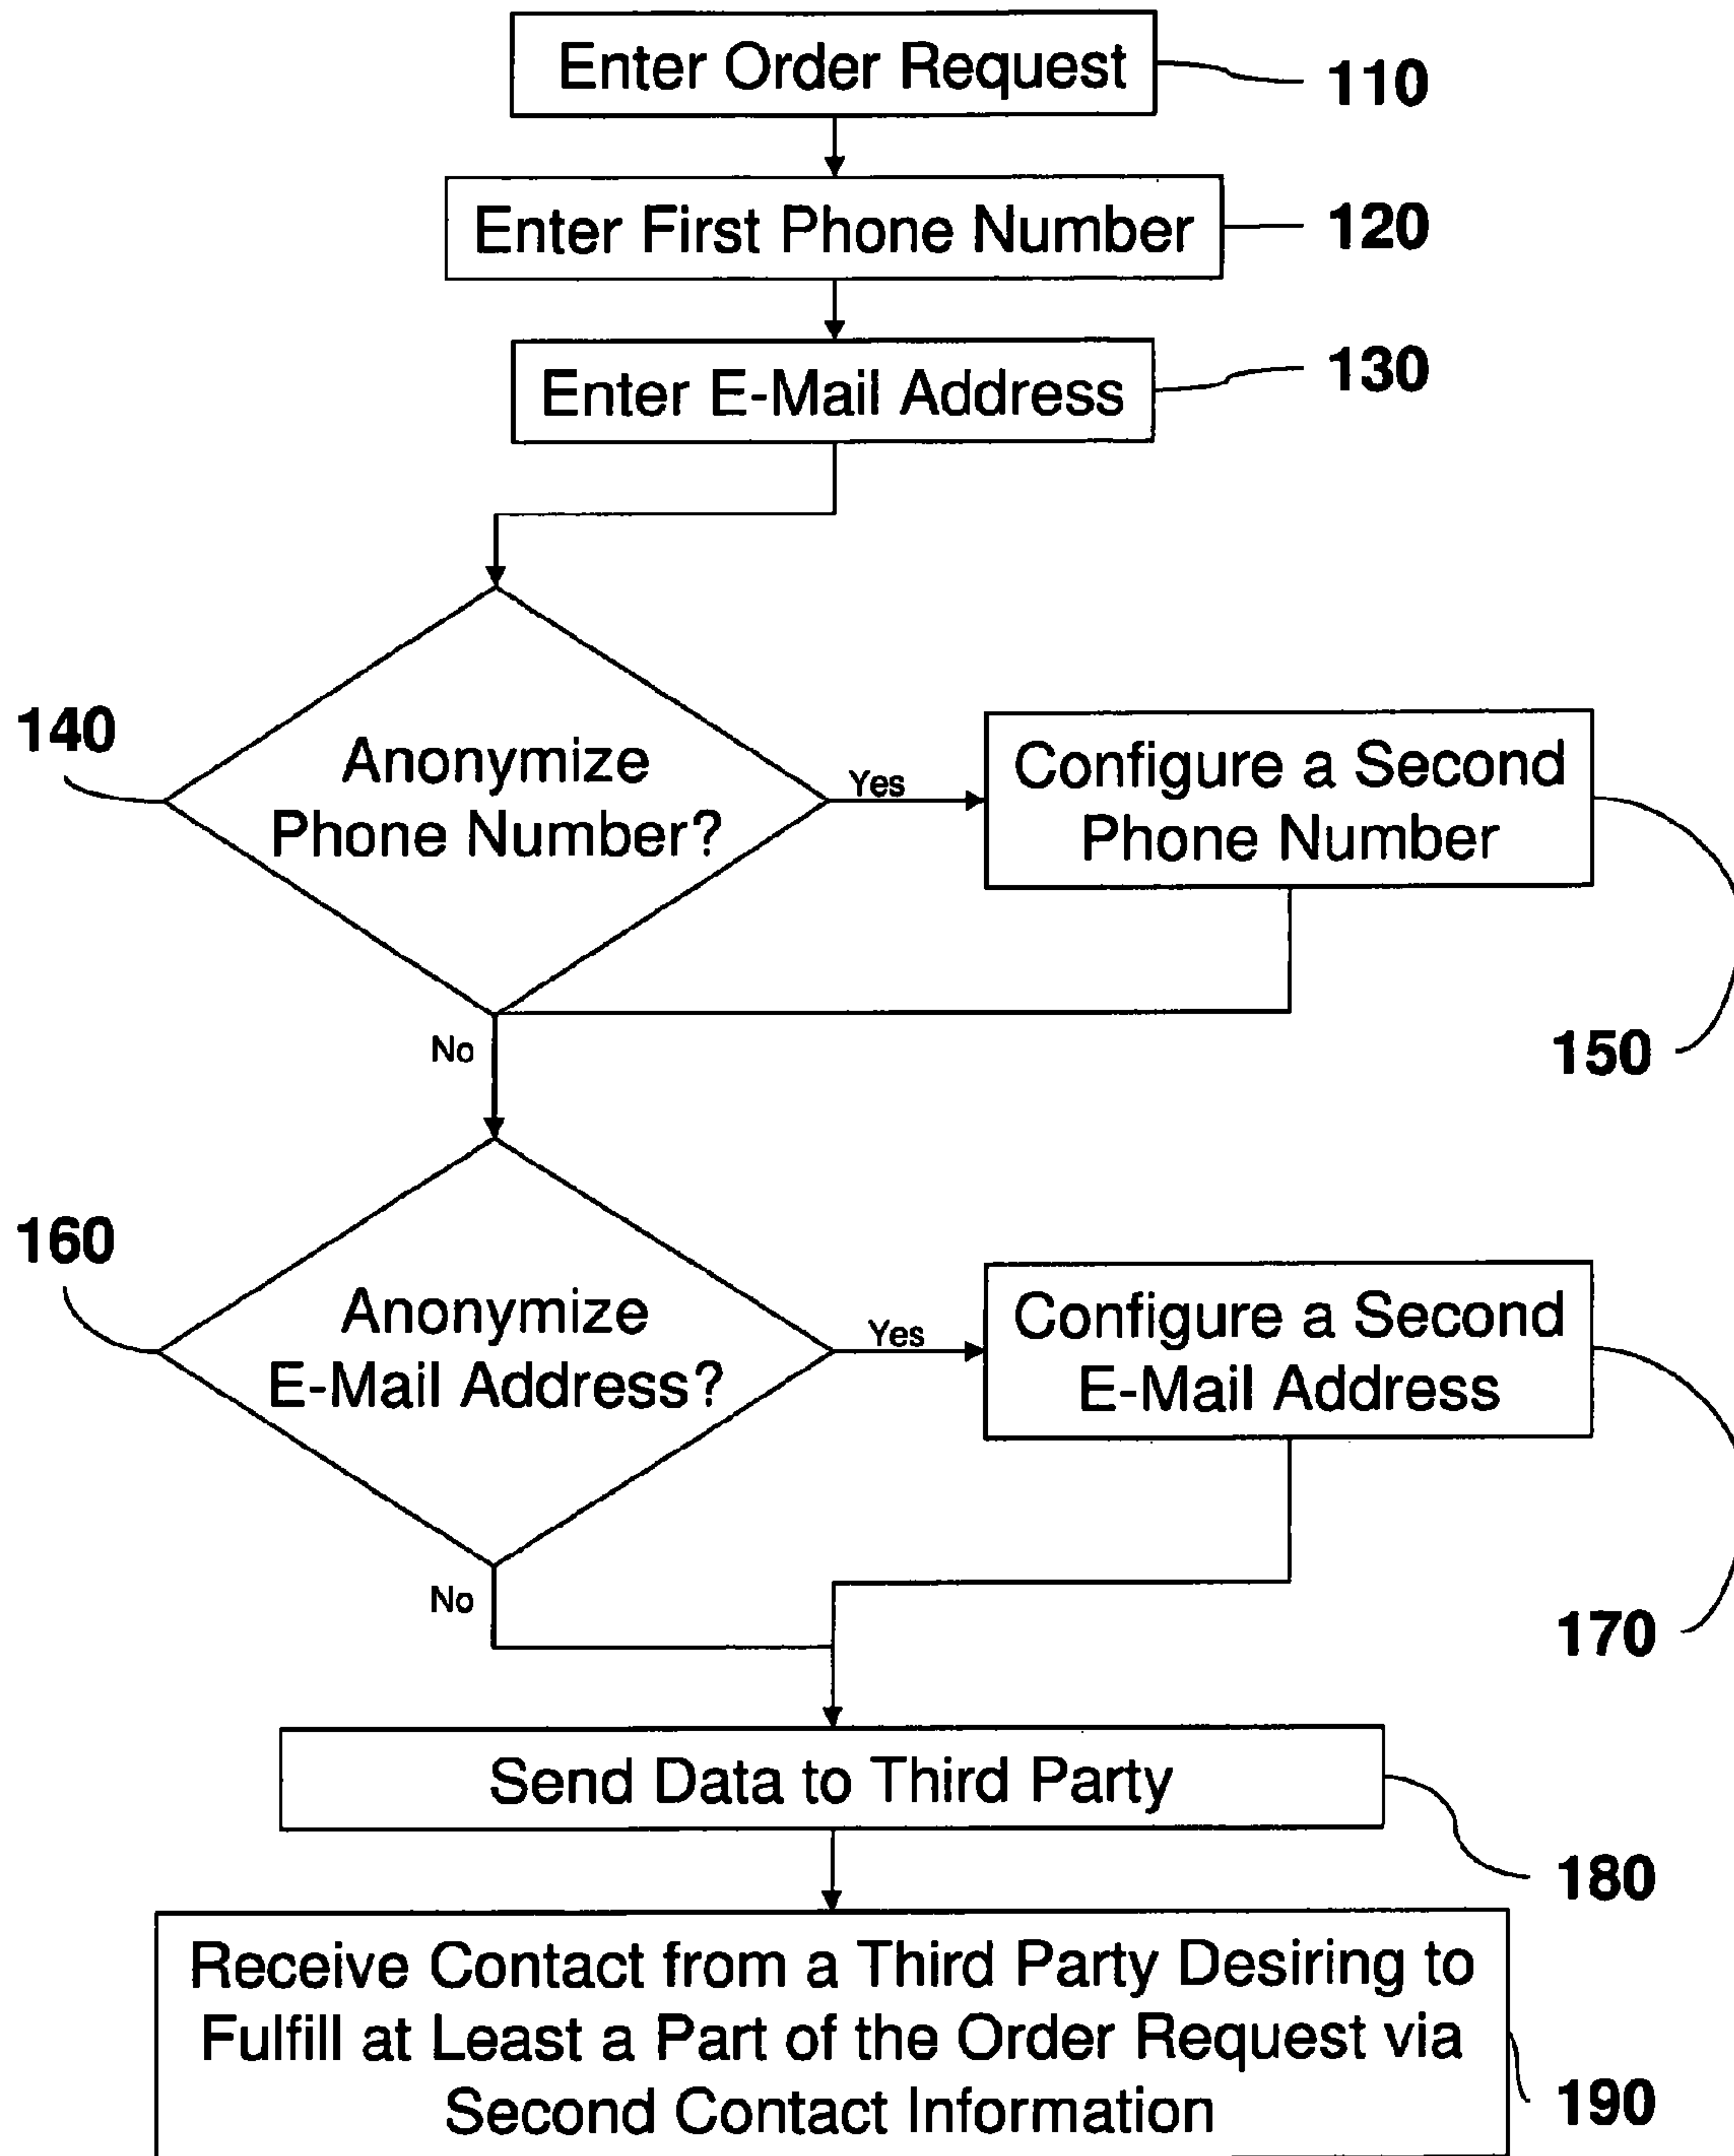 Enter Order Request
110
Enter First Phone Number
120
Enter E-Mail Address
130
140
Anonymize
Phone Number?
Yes
Configure a Second
Phone Number
No
150
160
Anonymize
E-Mail Address?
Yes
Configure a Second
E-Mail Address
No
170
Send Data to Third Party
180
Receive Contact from a Third Party Desiring to
Fulfill at Least a Part of the Order Request via
Second Contact Information
190